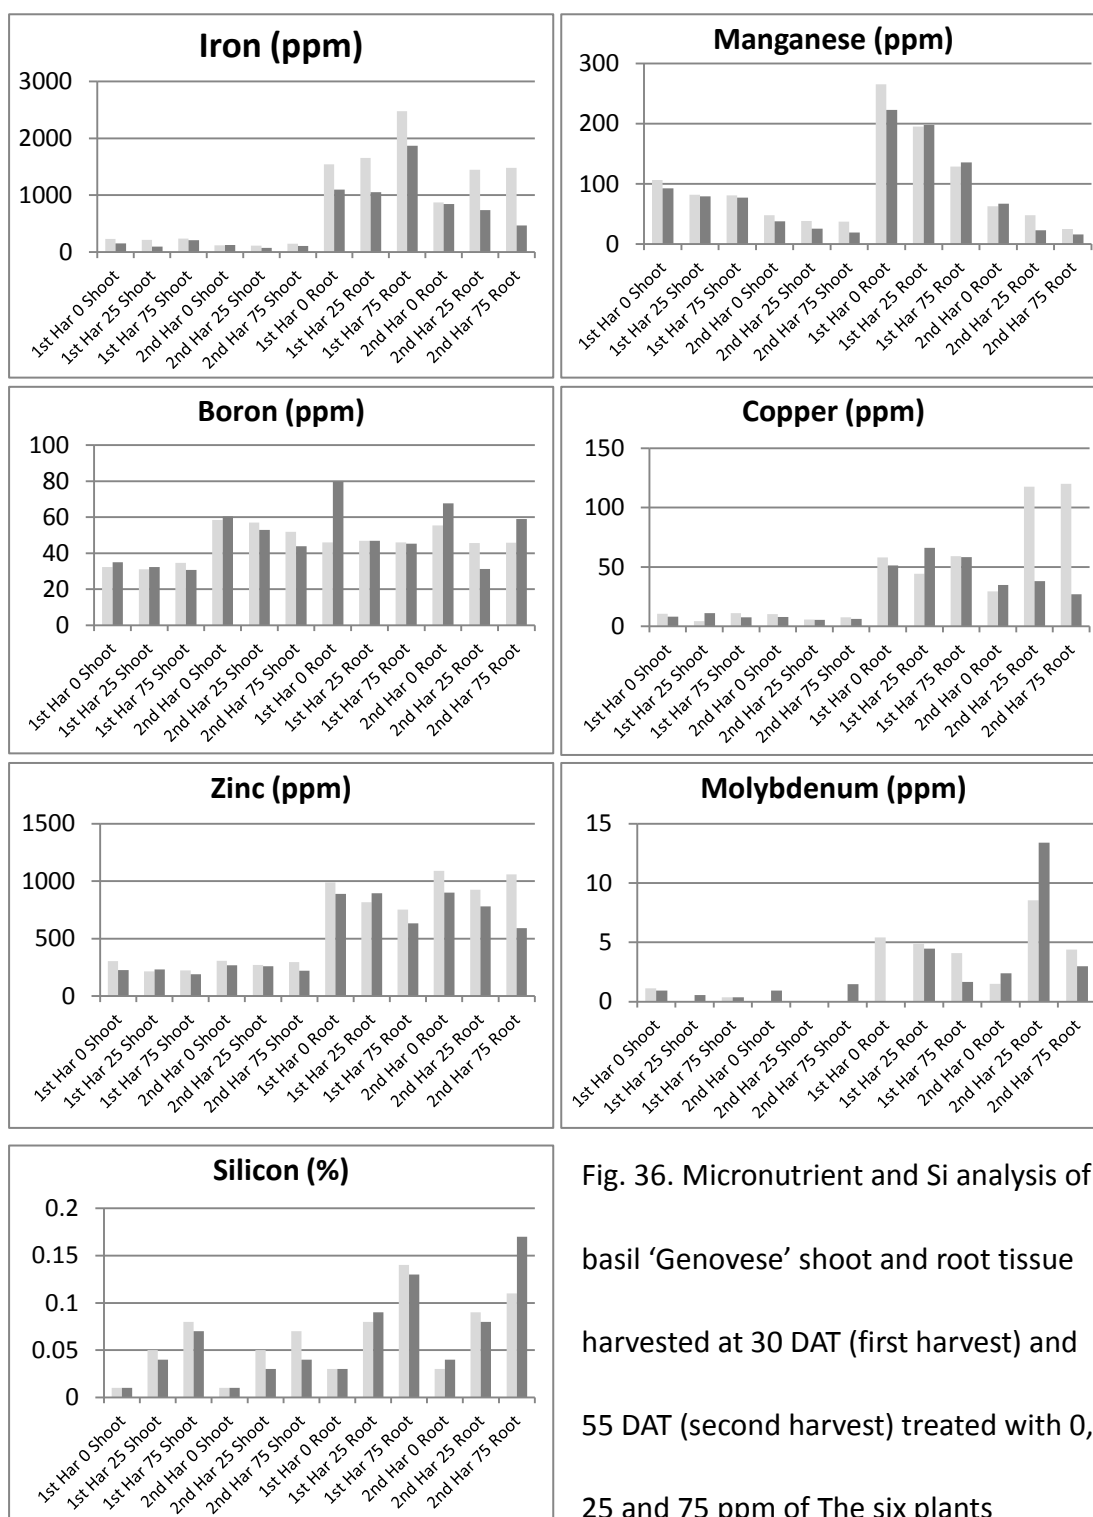 Iron (ppm)
3000
2000
1000
0
1st Har 0 Shoot
1st Har 25 Shoot
1st Har 75 Shoot
2nd Har 0 Shoot
2nd Har 25 Shoot
2nd Har 75 Shoot
1st Har 0 Root
1st Har 25 Root
1st Har 75 Root
2nd Har 0 Root
2nd Har 25 Root
2nd Har 75 Root
Manganese (ppm)
300
200
100
0
1st Har 0 Shoot
1st Har 25 Shoot
1st Har 75 Shoot
2nd Har 0 Shoot
2nd Har 25 Shoot
2nd Har 75 Shoot
1st Har 0 Root
1st Har 25 Root
1st Har 75 Root
2nd Har 0 Root
2nd Har 25 Root
2nd Har 75 Root
Boron (ppm)
100
80
60
40
20
0
1st Har 0 Shoot
1st Har 25 Shoot
1st Har 75 Shoot
2nd Har 0 Shoot
2nd Har 25 Shoot
2nd Har 75 Shoot
1st Har 0 Root
1st Har 25 Root
1st Har 75 Root
2nd Har 0 Root
2nd Har 25 Root
2nd Har 75 Root
Copper (ppm)
150
100
50
0
1st Har 0 Shoot
1st Har 25 Shoot
1st Har 75 Shoot
2nd Har 0 Shoot
2nd Har 25 Shoot
2nd Har 75 Shoot
1st Har 0 Root
1st Har 25 Root
1st Har 75 Root
2nd Har 0 Root
2nd Har 25 Root
2nd Har 75 Root
Zinc (ppm)
1500
1000
500
0
1st Har 0 Shoot
1st Har 25 Shoot
1st Har 75 Shoot
2nd Har 0 Shoot
2nd Har 25 Shoot
2nd Har 75 Shoot
1st Har 0 Root
1st Har 25 Root
1st Har 75 Root
2nd Har 0 Root
2nd Har 25 Root
2nd Har 75 Root
Molybdenum (ppm)
15
10
5
0
1st Har 0 Shoot
1st Har 25 Shoot
1st Har 75 Shoot
2nd Har 0 Shoot
2nd Har 25 Shoot
2nd Har 75 Shoot
1st Har 0 Root
1st Har 25 Root
1st Har 75 Root
2nd Har 0 Root
2nd Har 25 Root
2nd Har 75 Root
Silicon (%)
0.2
0.15
0.1
0.05
0
1st Har 0 Shoot
1st Har 25 Shoot
1st Har 75 Shoot
2nd Har 0 Shoot
2nd Har 25 Shoot
2nd Har 75 Shoot
1st Har 0 Root
1st Har 25 Root
1st Har 75 Root
2nd Har 0 Root
2nd Har 25 Root
2nd Har 75 Root
Fig. 36. Micronutrient and Si analysis of
basil ‘Genovese’ shoot and root tissue
harvested at 30 DAT (first harvest) and
55 DAT (second harvest) treated with 0,
25 and 75 ppm of The six plants